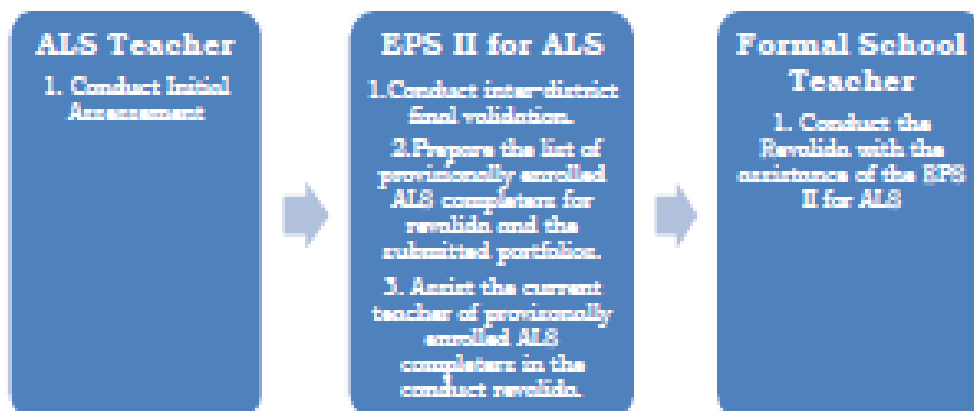 ALS Teacher
1. Conduct Initial
Assessment
EPS II for ALS
1.Conduct inter-district
final validation.
2.Prepare the list of
provisionally enrolled
ALS completers for
revalida and the
submitted portfolios.
3. Assist the current
teacher of provisionally
enrolled ALS
completers in the
conduct revalida.
Formal School
Teacher
1. Conduct the
Revalida with the
assistance of the EPS
II for ALS